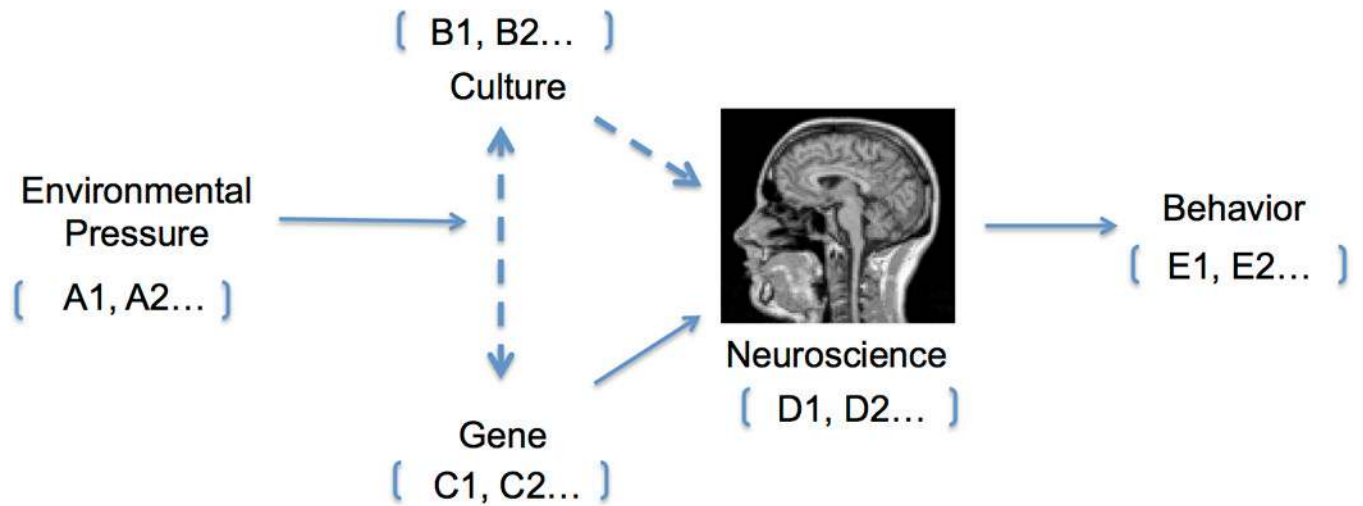 [ B1, B2… ]
Culture
Environmental
Pressure
[ A1, A2… ]
Behavior
[ E1, E2… ]
Neuroscience
[ D1, D2… ]
Gene
[ C1, C2… ]